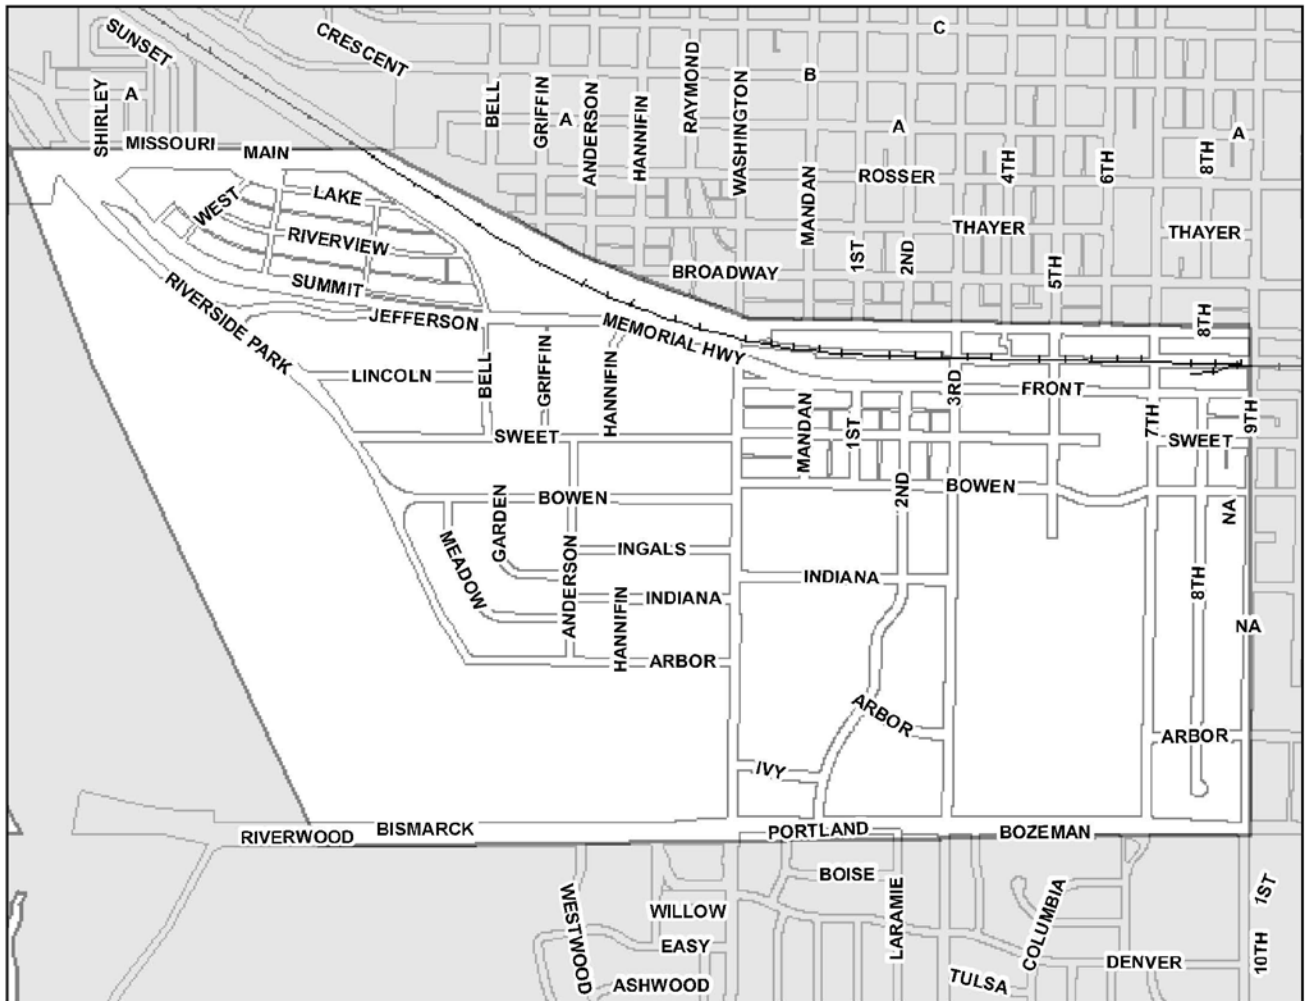 SUNSET
CRESCENT
C
B
SHIRLEY
A
BELL
GRIFFIN
A
ANDERSON
HANNIFIN
RAYMOND
WASHINGTON
A
A
MISSOURI
MAIN
MANDAN
ROSSER
4TH
6TH
8TH
WEST
LAKE
RIVERVIEW
SUMMIT
THAYER
THAYER
1ST
2ND
5TH
BROADWAY
RIVERSIDE PARK
JEFFERSON
MEMORIAL HWY
8TH
LINCOLN
BELL
GRIFFIN
HANNIFIN
3RD
FRONT
MANDAN
1ST
7TH
9TH
SWEET
SWEET
BOWEN
GARDEN
2ND
BOWEN
NA
MEADOW
INGALS
ANDERSON
INDIANA
8TH
INDIANA
HANNIFIN
NA
ARBOR
ARBOR
ARBOR
IVY
RIVERWOOD
BISMARCK
PORTLAND
BOZEMAN
BOISE
WESTWOOD
WILLOW
LARAMIE
COLUMBIA
1ST
EASY
DENVER
10TH
ASHWOOD
TULSA